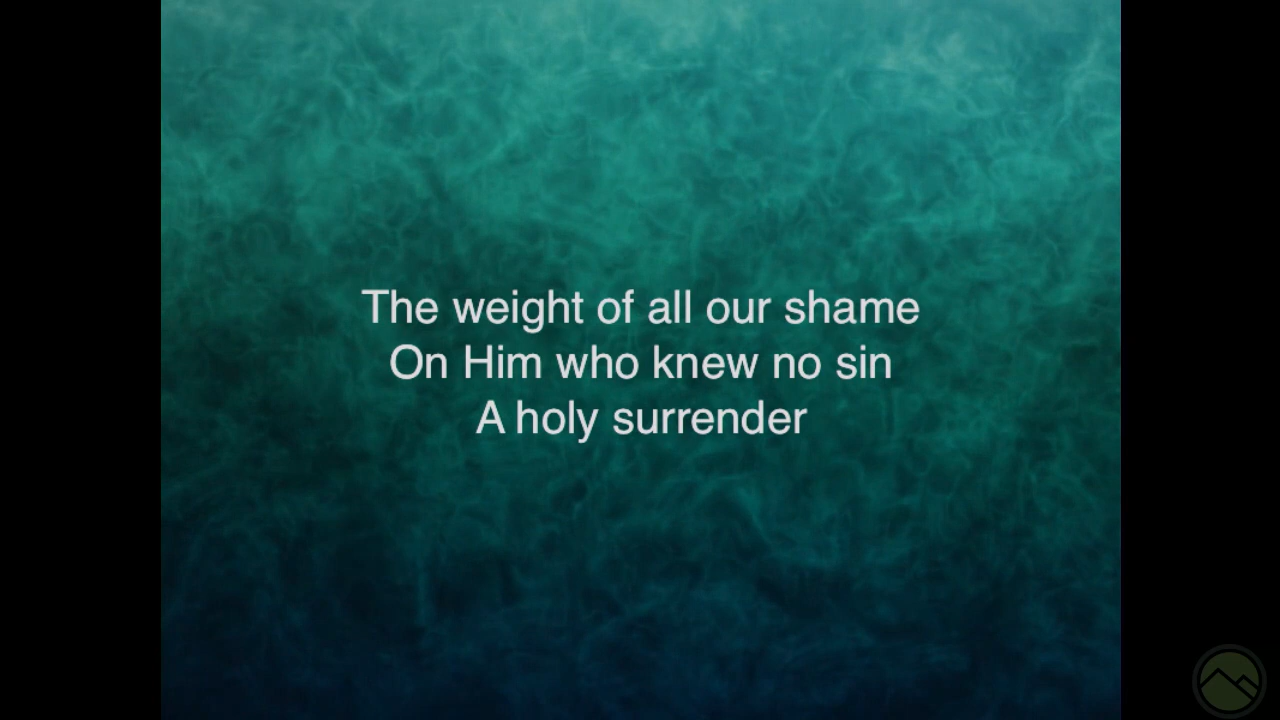 The weight of all our shame
On Him who knew no sin
A holy surrender